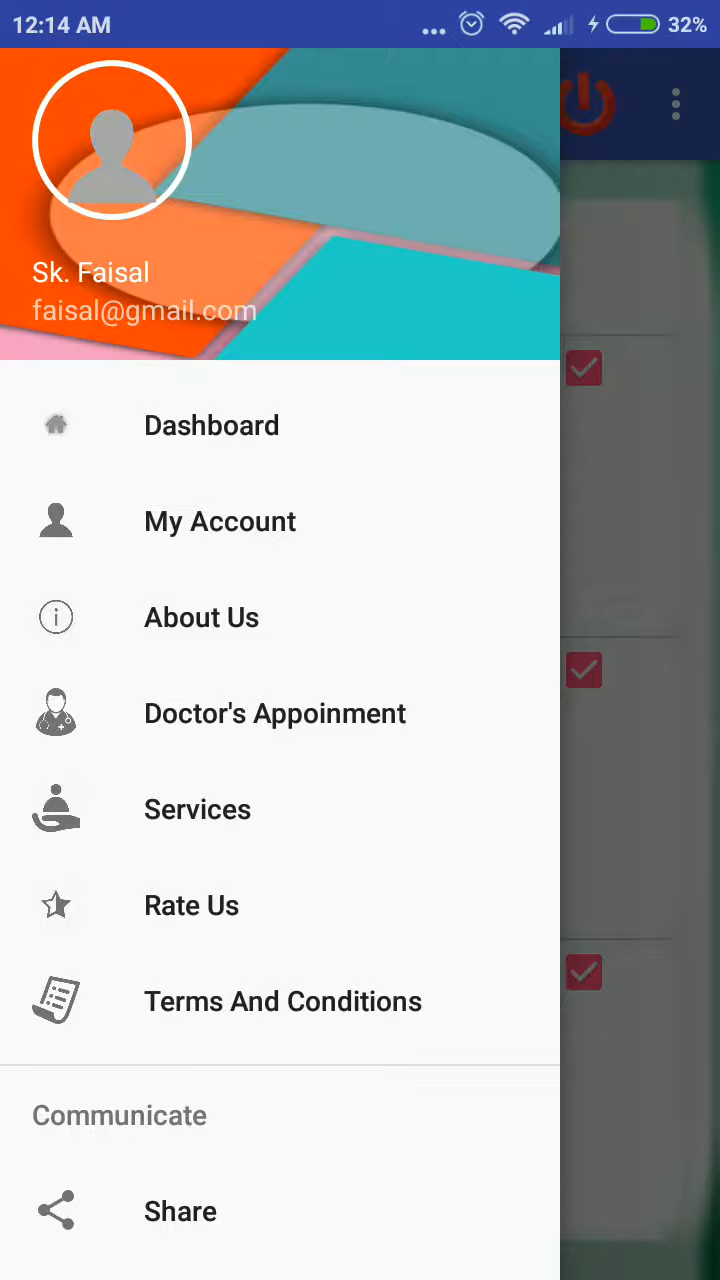 12:14 AM 32%
Sk. Faisal
faisal@gmail.com
Dashboard
My Account
About Us
Doctor's Appoinment
Services
Rate Us
Terms And Conditions
Communicate
Share